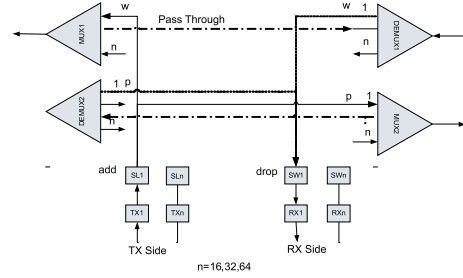 w
Pass Through
w
1
MUX1
n
n
DEMUX1
1
p
p
1
DEMUX2
n
n
MUX2
add
SL1
SLn
drop
SW1
SWn
TX1
TXn
RX1
RXn
TX Side
RX Side
n=16,32,64